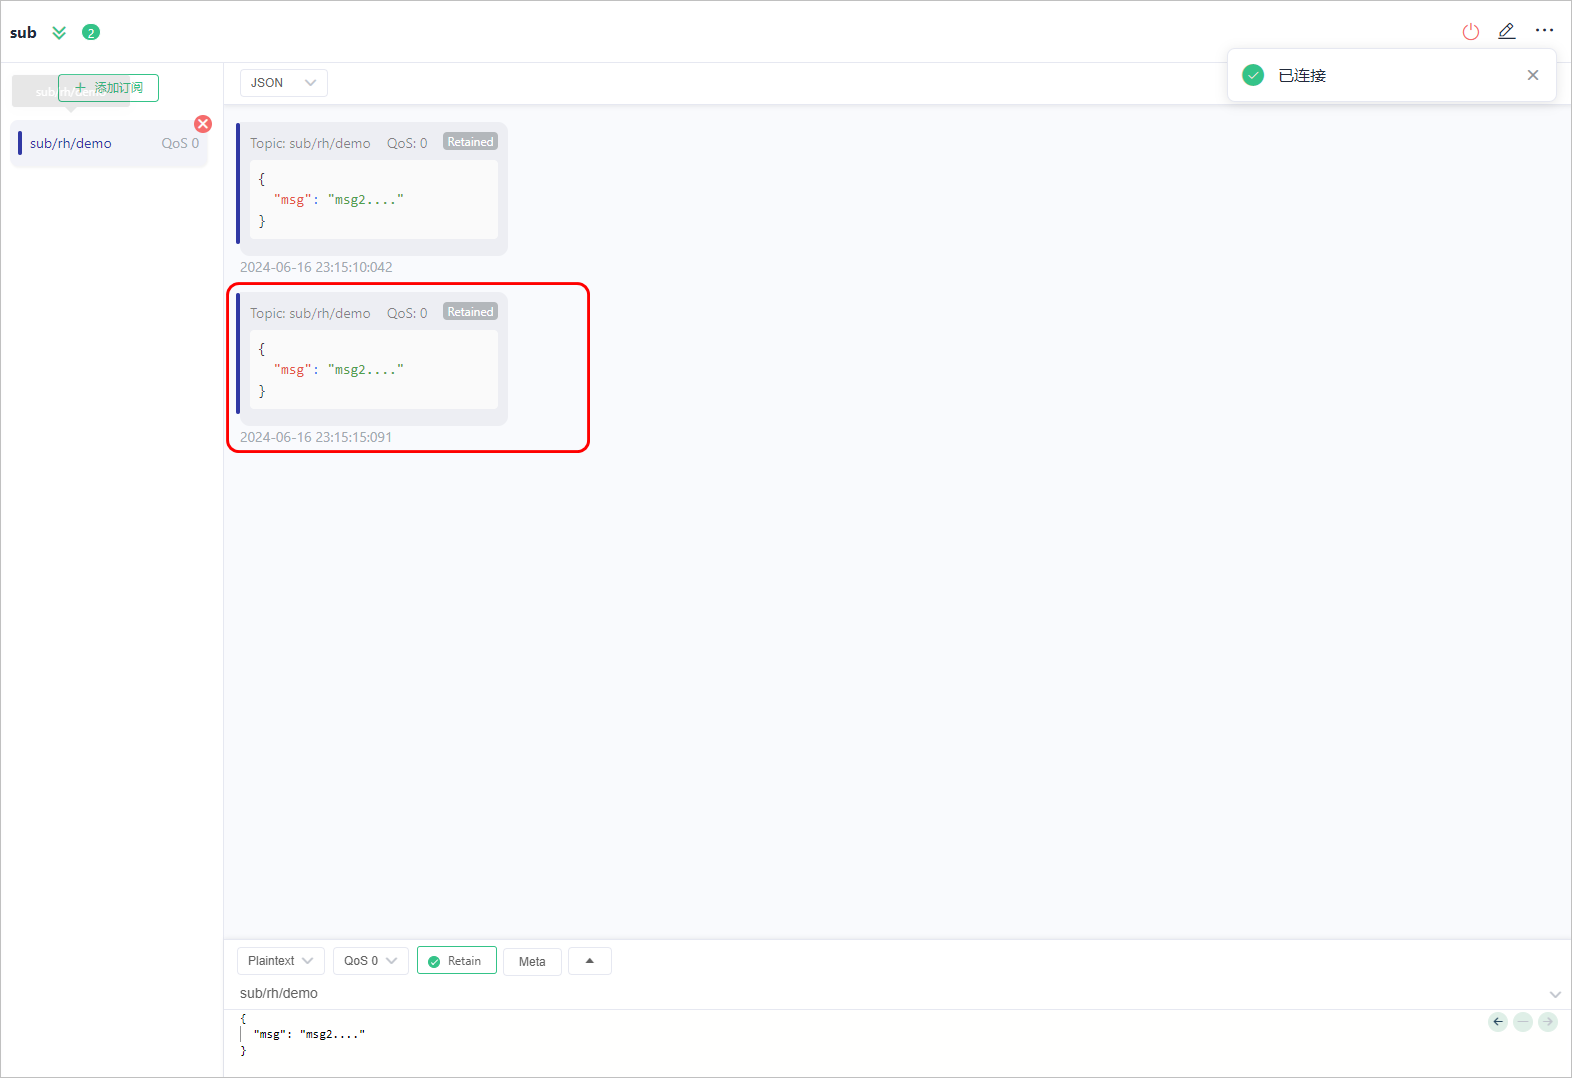 sub 2
已连接
添加订阅
sub/rh/demo
sub/rh/demo QoS 0
JSON
Topic: sub/rh/demo QoS: 0 Retained
{
"msg": "msg2...."
}
2024-06-16 23:15:10:042
Topic: sub/rh/demo QoS: 0 Retained
{
"msg": "msg2...."
}
2024-06-16 23:15:15:091
Plaintext QoS 0 Retain Meta
sub/rh/demo
{
"msg": "msg2...."
}